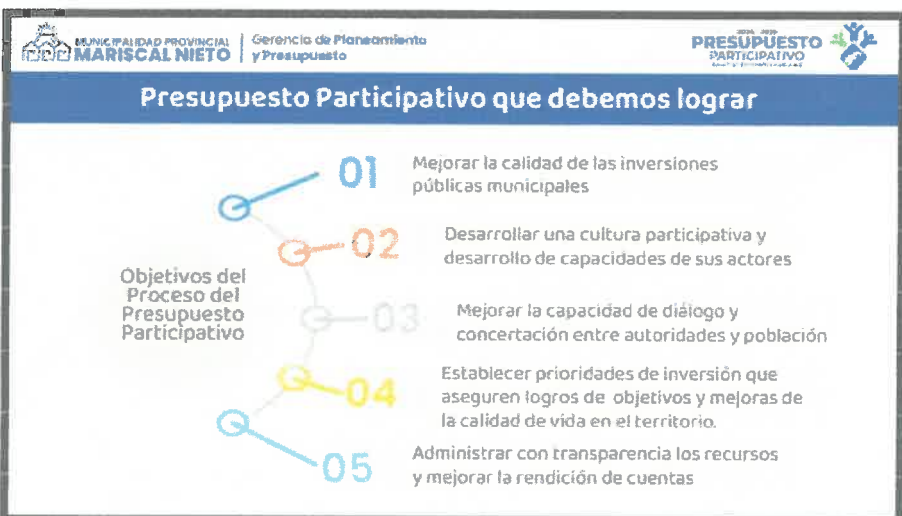 MUNICIPALIDAD PROVINCIAL
MARISCAL NIETO
Gerencia de Planeamiento
y Presupuesto
PRESUPUESTO
PARTICIPATIVO
Presupuesto Participativo que debemos lograr
Objetivos del
Proceso del
Presupuesto
Participativo
01
Mejorar la calidad de las inversiones
públicas municipales
02
Desarrollar una cultura participativa y
desarrollo de capacidades de sus actores
03
Mejorar la capacidad de diálogo y
concertación entre autoridades y población
04
Establecer prioridades de inversión que
aseguren logros de objetivos y mejoras de
la calidad de vida en el territorio.
05
Administrar con transparencia los recursos
y mejorar la rendición de cuentas